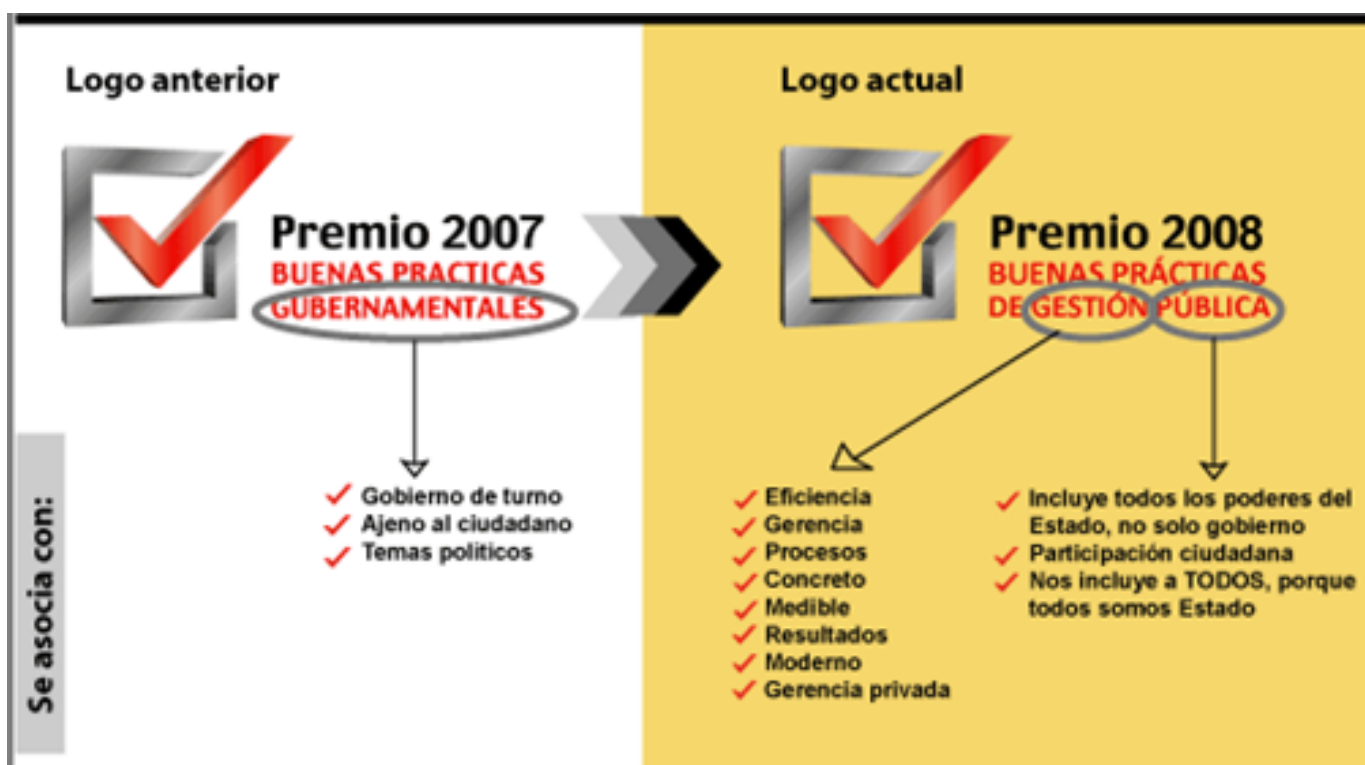 Logo anterior
Premio 2007
BUENAS PRACTICAS
GUBERNAMENTALES
Gobierno de turno
Ajeno al ciudadano
Temas politicos
Se asocia con:
Logo actual
Premio 2008
BUENAS PRÁCTICAS
DE GESTIÓN PÚBLICA
Eficiencia
Gerencia
Procesos
Concreto
Medible
Resultados
Moderno
Gerencia privada
Incluye todos los poderes del
Estado, no solo gobierno
Participación ciudadana
Nos incluye a TODOS, porque
todos somos Estado